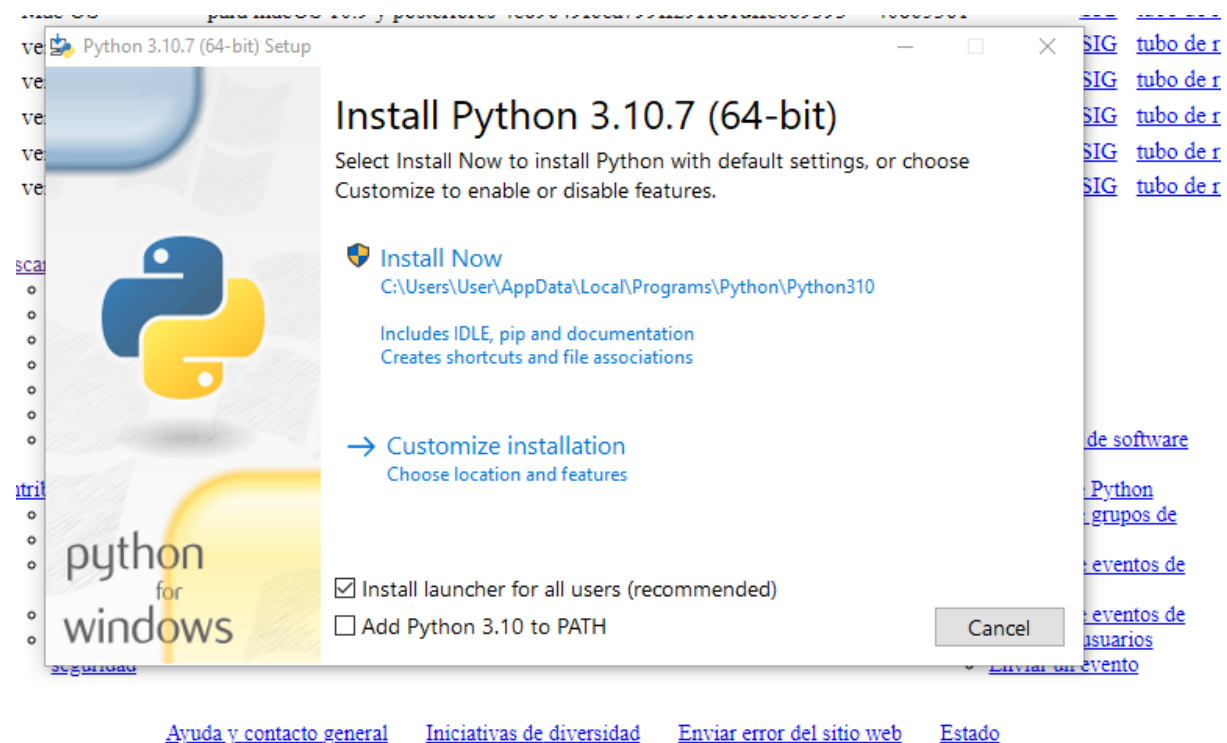 Python 3.10.7 (64-bit) Setup
Install Python 3.10.7 (64-bit)
Select Install Now to install Python with default settings, or choose
Customize to enable or disable features.
Install Now
C:\Users\User\AppData\Local\Programs\Python\Python310
Includes IDLE, pip and documentation
Creates shortcuts and file associations
Customize installation
Choose location and features
python
for
windows
Install launcher for all users (recommended)
Add Python 3.10 to PATH
Cancel
SIG tubo de r
SIG tubo de r
SIG tubo de r
SIG tubo de r
SIG tubo de r
de software
Python
grupos de
eventos de
eventos de
usuarios
seguridad
Enviar un evento
Ayuda y contacto general Iniciativas de diversidad Enviar error del sitio web Estado